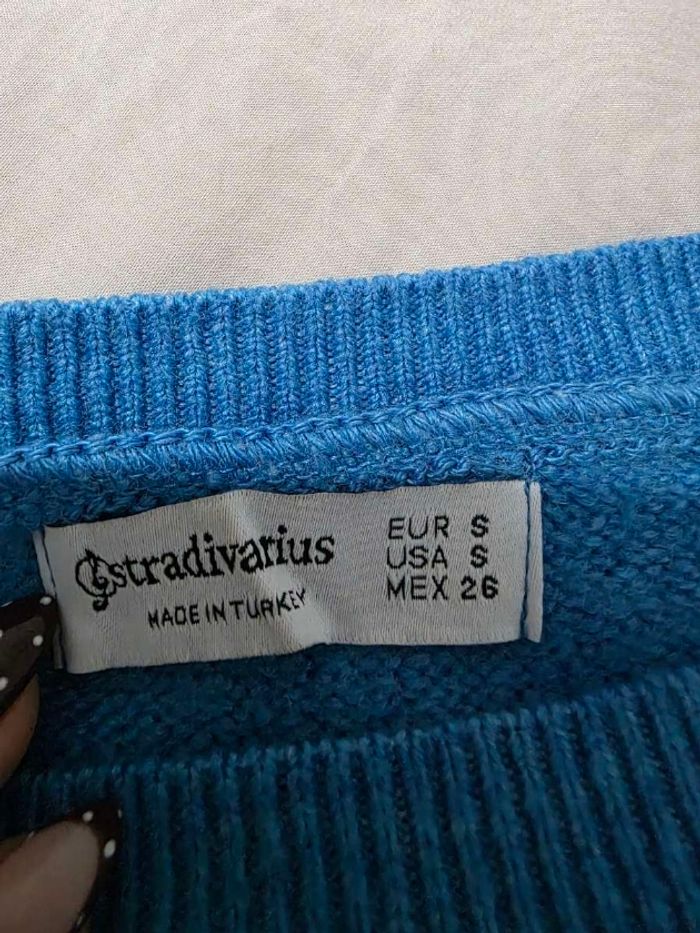 stradivarius
MADE IN TURKEY
EUR S
USA S
MEX 26